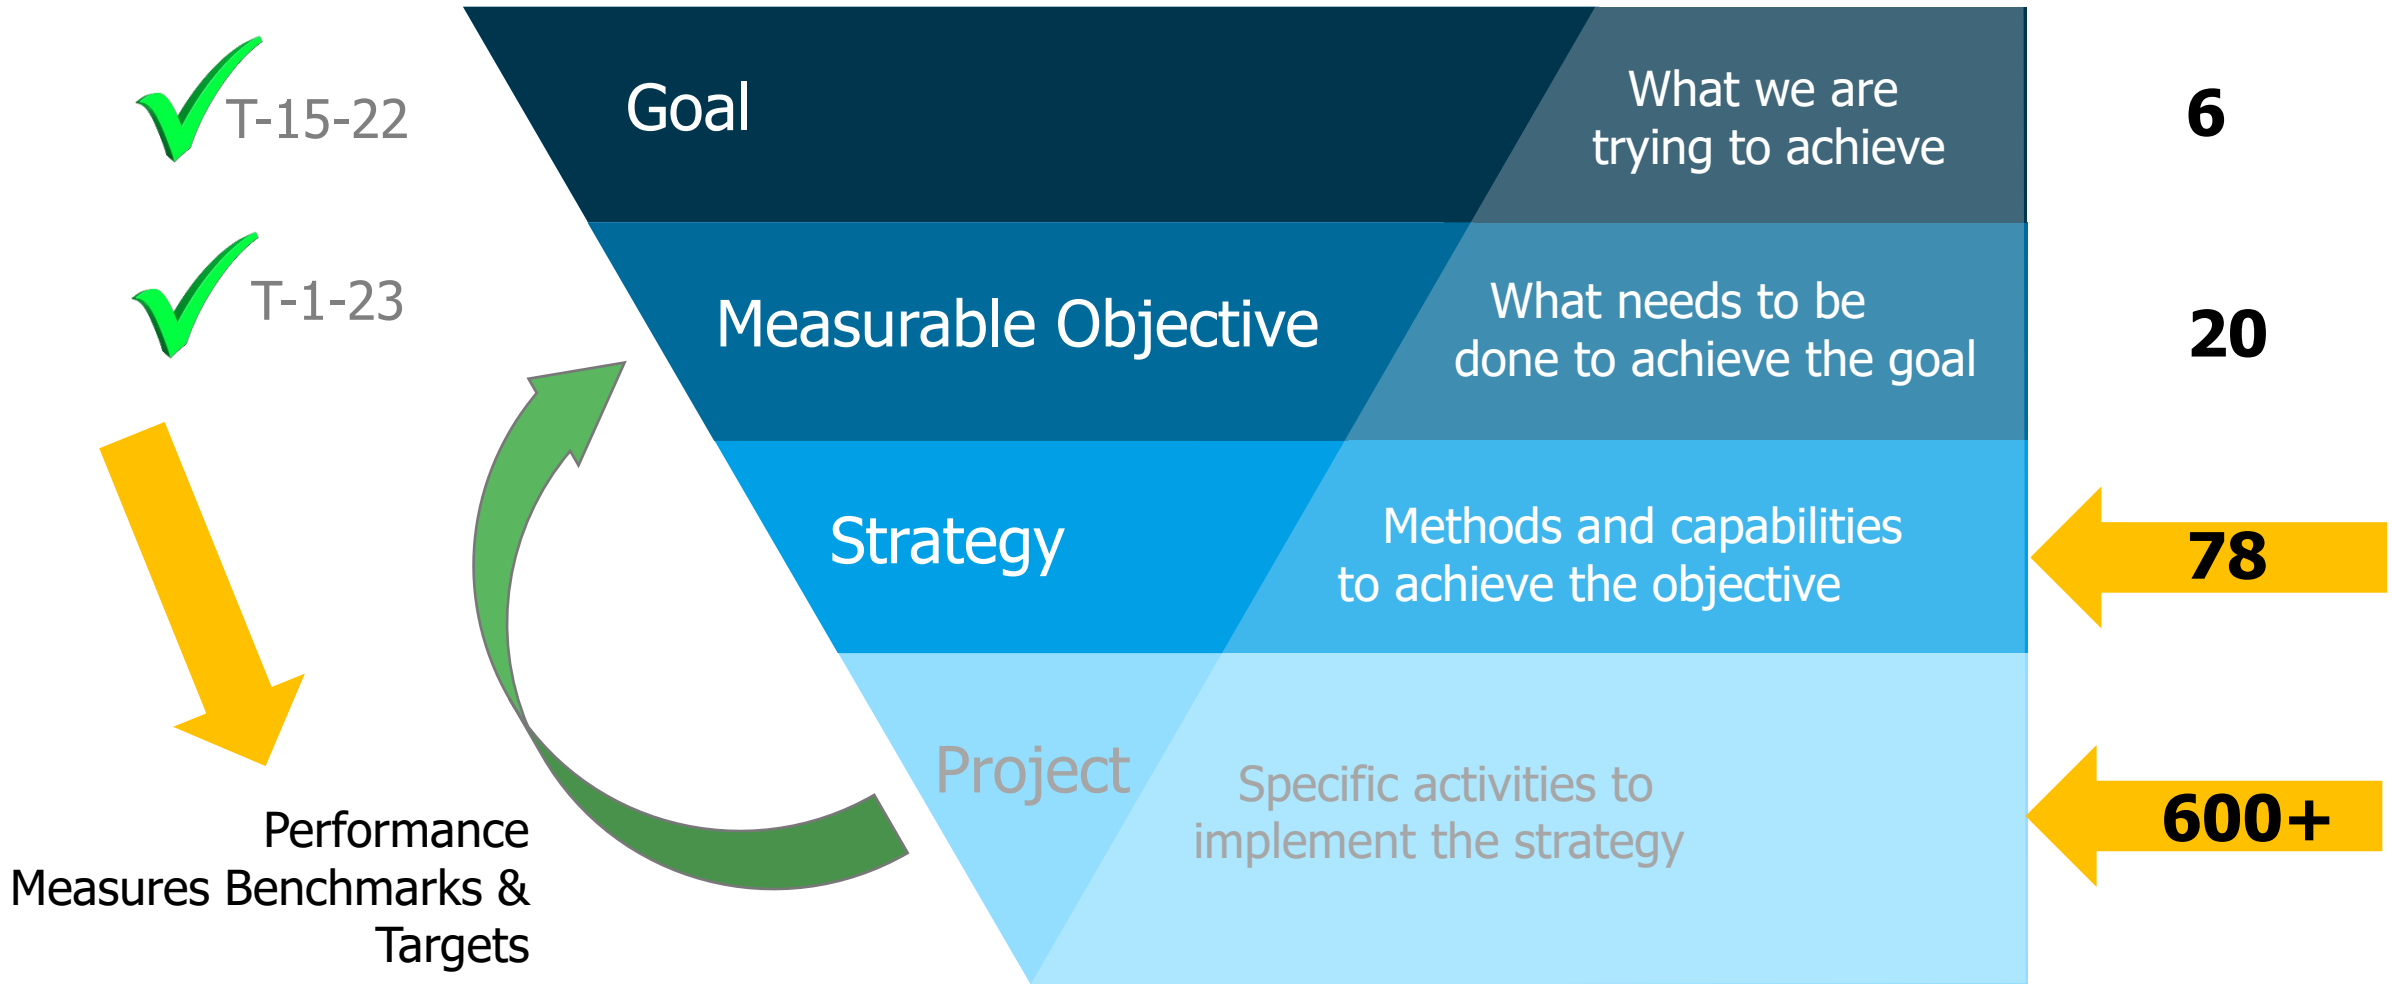 T-15-22
Goal
What we are
trying to achieve
6
T-1-23
Measurable Objective
What needs to be
done to achieve the goal
20
Strategy
Methods and capabilities
to achieve the objective
78
Project
Specific activities to
implement the strategy
600+
Performance
Measures Benchmarks &
Targets